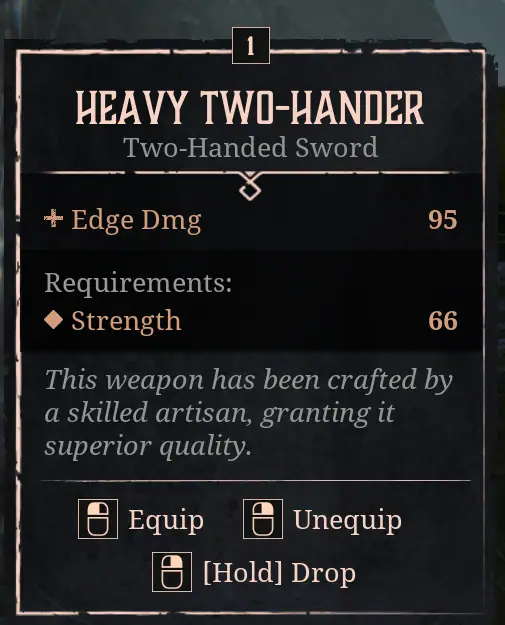 1
HEAVY TWO-HANDER
Two-Handed Sword
Edge Dmg 95
Requirements:
Strength 66
This weapon has been crafted by
a skilled artisan, granting it
superior quality.
Equip Unequip
[Hold] Drop